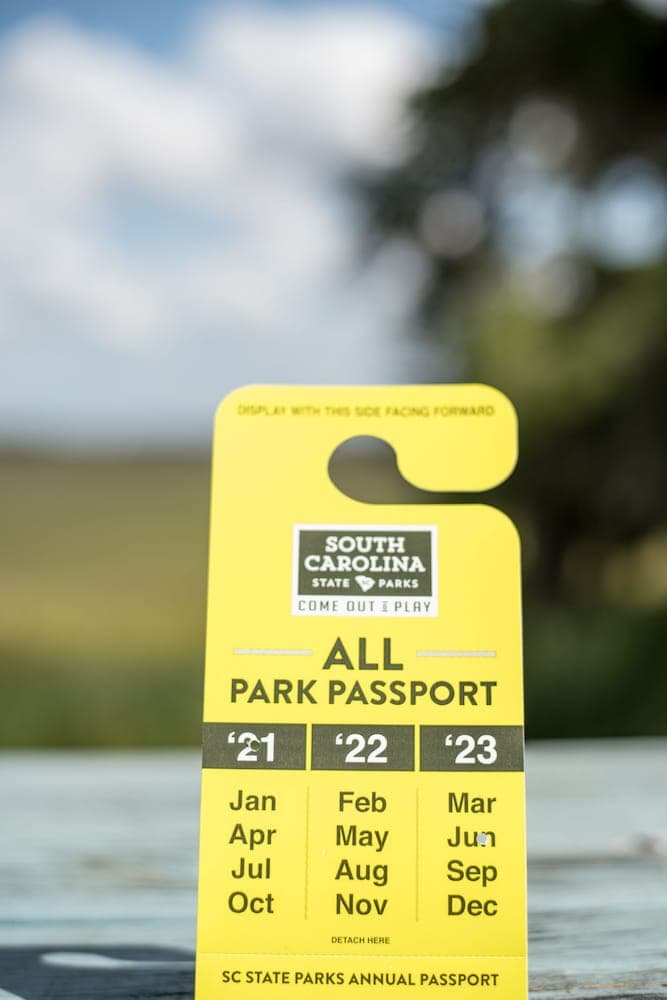 DISPLAY WITH THIS SIDE FACING FORWARD
SOUTH
CAROLINA
STATE PARKS
COME OUT & PLAY
ALL
PARK PASSPORT
‘21 ‘22 ‘23
Jan Feb Mar
Apr May Jun
Jul Aug Sep
Oct Nov Dec
DETACH HERE
SC STATE PARKS ANNUAL PASSPORT